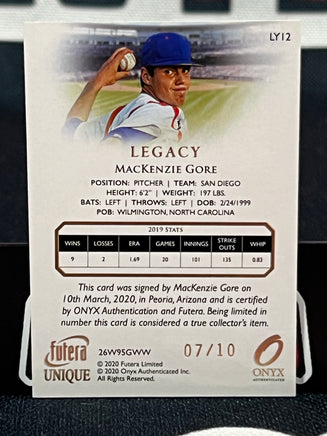 LY12
LEGACY
MACKENZIE GORE
POSITION: PITCHER | TEAM: SAN DIEGO
HEIGHT: 6'2" | WEIGHT: 197 LBS.
BATS: LEFT | THROWS: LEFT | DOB: 2/24/1999
POB: WILMINGTON, NORTH CAROLINA
2019 STATS
WINS LOSSES ERA GAMES INNINGS STRIKE OUTS WHIP
9 2 1.69 20 101 135 0.83
This card was signed by MacKenzie Gore on
10th March, 2020, in Peoria, Arizona and is certified
by ONYX Authentication and Futera. Being limited in
number this card is considered a true collector's item.
futera
UNIQUE
26W95GWW
07/10
© 2020 Futera Limited
© 2020 Onyx Authenticated Inc.
All Rights Reserved.
ONYX
AUTHENTICATED